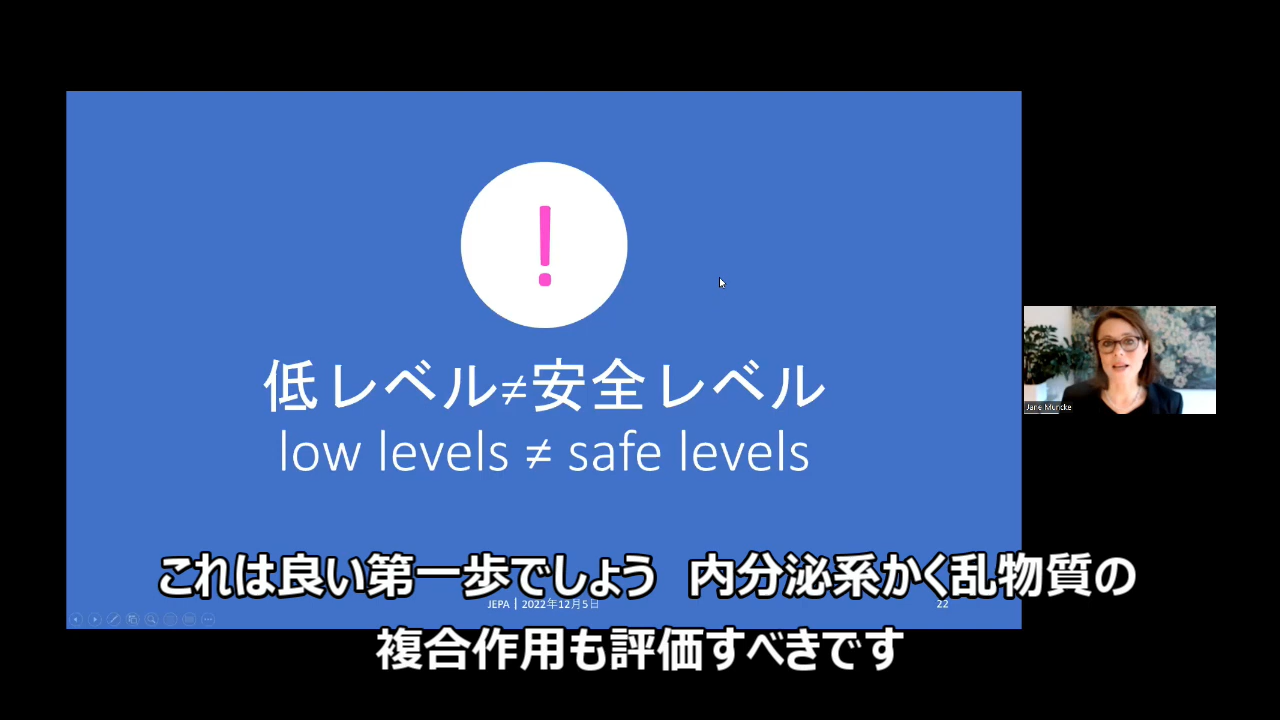 !
低レベル≠安全レベル
low levels ≠ safe levels
Jane Muncke
これは良い第一歩でしょう 内分泌系かく乱物質の
JEPA | 2022年12月5日
22
複合作用も評価すべきです